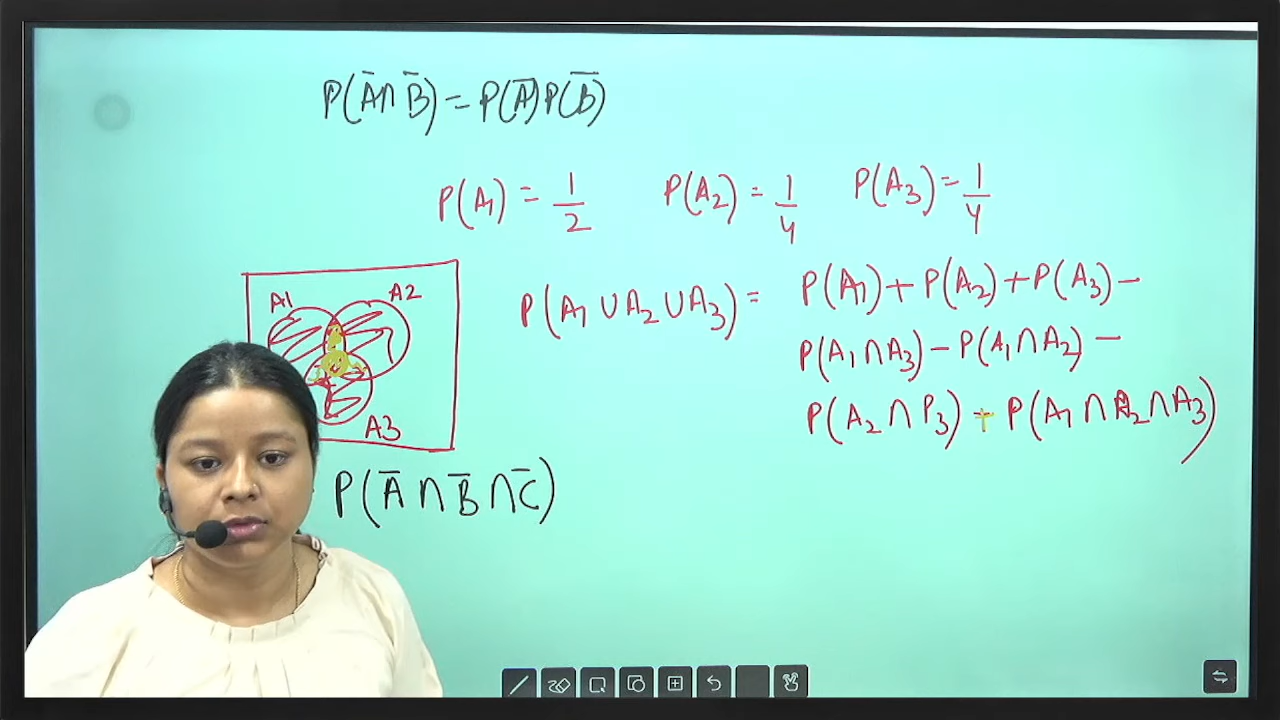 P(Ā∩B̄) = P(Ā)P(B̄)
P(A₁) = 1/2 P(A₂) = 1/4 P(A₃) = 1/4
A1 A2
A3
P(A₁ ∪ A₂ ∪ A₃) = P(A₁) + P(A₂) + P(A₃) −
P(A₁ ∩ A₃) − P(A₁ ∩ A₂) −
P(A₂ ∩ P₃) + P(A₁ ∩ A₂ ∩ A₃)
P(Ā ∩ B̄ ∩ C̄)